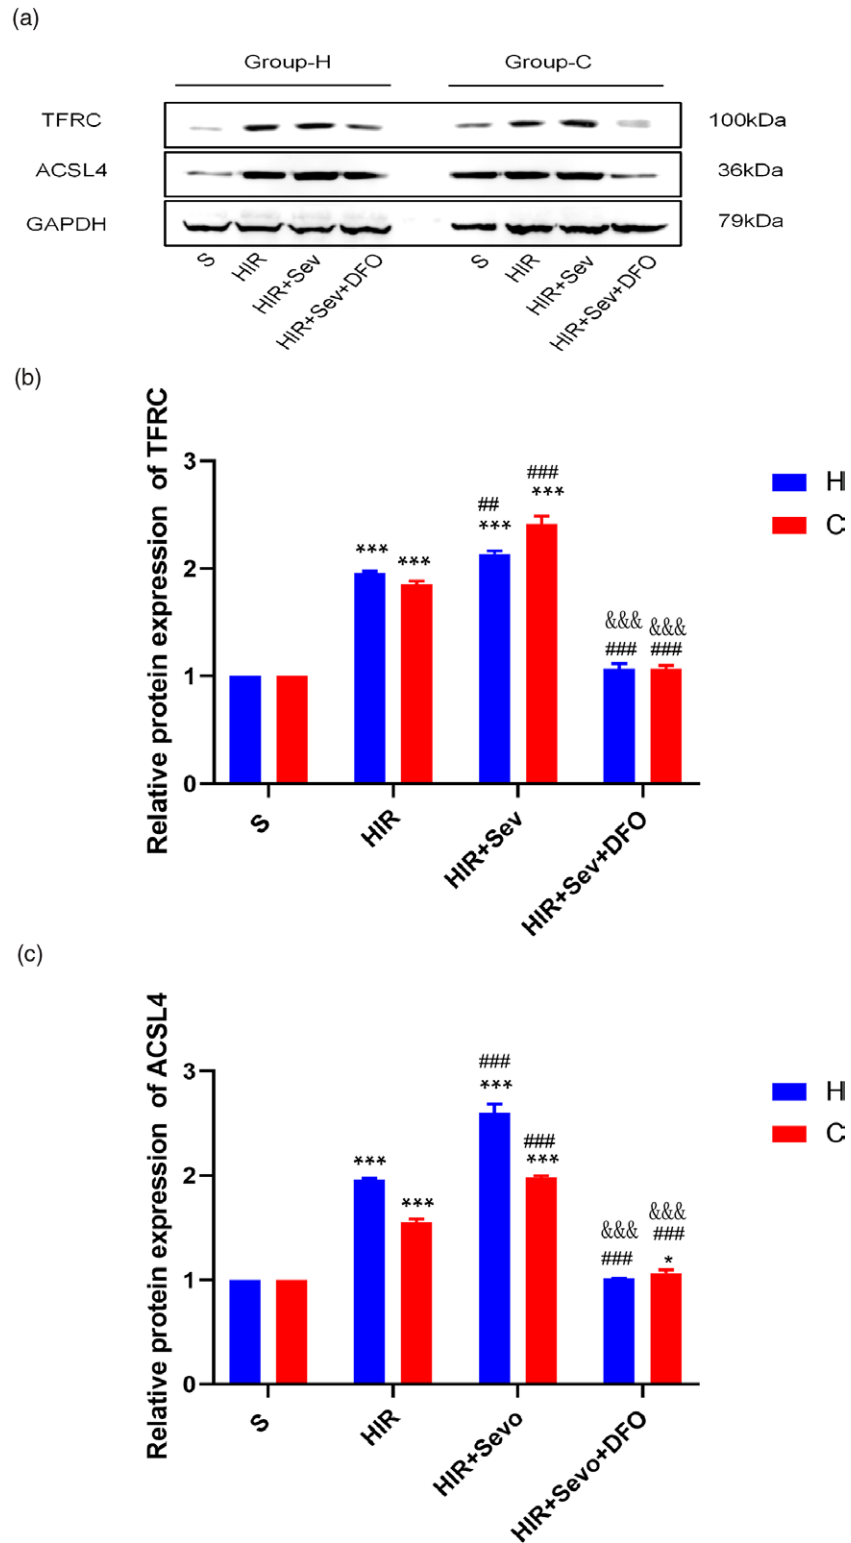 (a)
Group-H Group-C
TFRC 100kDa
ACSL4 36kDa
GAPDH 79kDa
S HIR HIR+Sev HIR+Sev+DFO S HIR HIR+Sev HIR+Sev+DFO
(b)
Relative protein expression of TFRC
3
2
1
0
## *** ### ***
*** ***
&&& ### &&& ###
H
C
S HIR HIR+Sev HIR+Sev+DFO
(c)
Relative protein expression of ACSL4
3
2
1
0
### ***
*** *** ### ***
&&& ### &&& ### *
H
C
S HIR HIR+Sevo HIR+Sevo+DFO